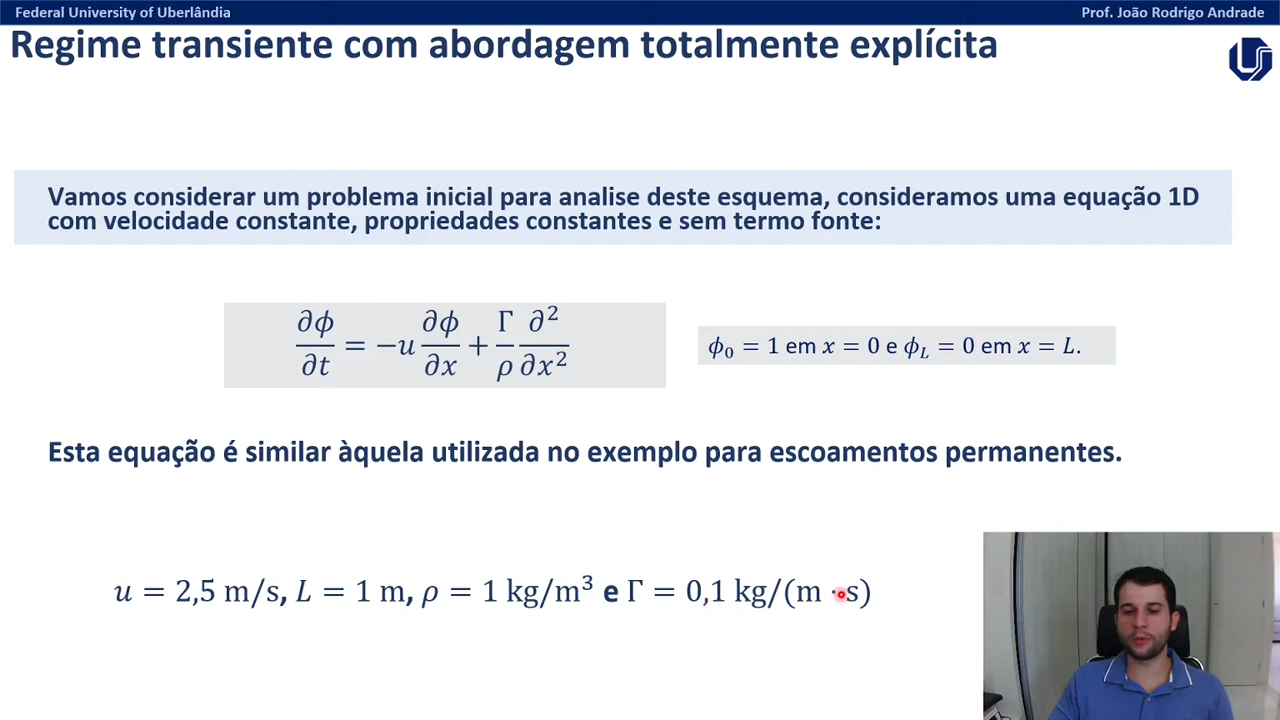 Federal University of Uberlândia
Prof. João Rodrigo Andrade
Regime transiente com abordagem totalmente explícita
Vamos considerar um problema inicial para analise deste esquema, consideramos uma equação 1D
com velocidade constante, propriedades constantes e sem termo fonte:
∂ϕ/∂t = −u ∂ϕ/∂x + Γ/ρ ∂²/∂x²
ϕ₀ = 1 em x = 0 e ϕ_L = 0 em x = L.
Esta equação é similar àquela utilizada no exemplo para escoamentos permanentes.
u = 2,5 m/s, L = 1 m, ρ = 1 kg/m³ e Γ = 0,1 kg/(m · s)